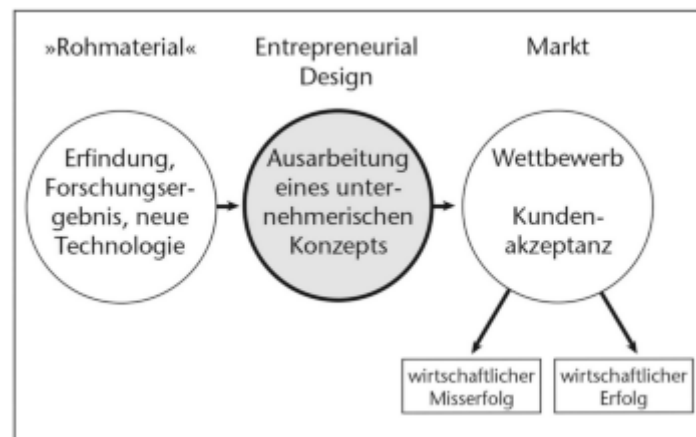 »Rohmaterial«
Entrepreneurial
Design
Markt
Erfindung,
Forschungser-
gebnis, neue
Technologie
Ausarbeitung
eines unter-
nehmerischen
Konzepts
Wettbewerb
Kunden-
akzeptanz
wirtschaftlicher
Misserfolg
wirtschaftlicher
Erfolg